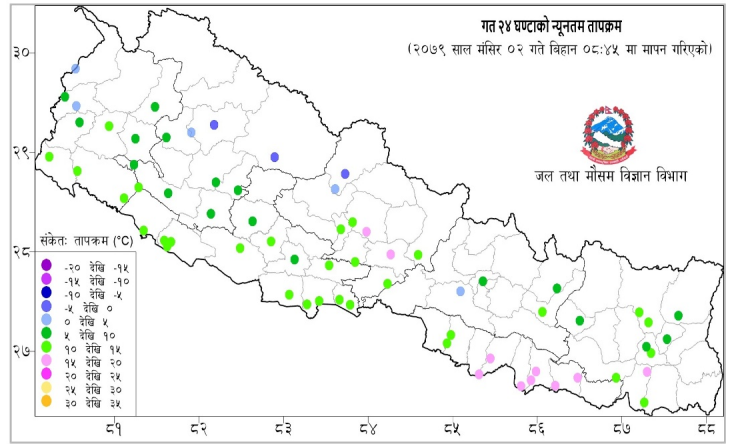 गत २४ घण्टाको न्यूनतम तापक्रम
(२०७९ साल मंसिर ०२ गते बिहान ०८:४५ मा मापन गरिएको)
जल तथा मौसम विज्ञान विभाग
३०
२९
२८
२७
संकेतः तापक्रम (°C)
-२० देखि -१५
-१५ देखि -१०
-१० देखि -५
-५ देखि ०
० देखि ५
५ देखि १०
१० देखि १५
१५ देखि २०
२० देखि २५
२५ देखि ३०
३० देखि ३५
८१ ८२ ८३ ८४ ८५ ८६ ८७ ८८